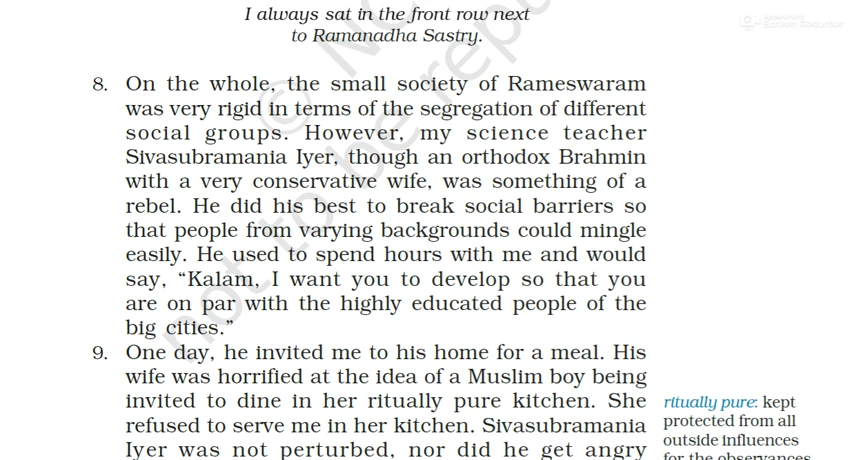 I always sat in the front row next
to Ramanadha Sastry.
8. On the whole, the small society of Rameswaram
was very rigid in terms of the segregation of different
social groups. However, my science teacher
Sivasubramania Iyer, though an orthodox Brahmin
with a very conservative wife, was something of a
rebel. He did his best to break social barriers so
that people from varying backgrounds could mingle
easily. He used to spend hours with me and would
say, “Kalam, I want you to develop so that you
are on par with the highly educated people of the
big cities.”
9. One day, he invited me to his home for a meal. His
wife was horrified at the idea of a Muslim boy being
invited to dine in her ritually pure kitchen. She
refused to serve me in her kitchen. Sivasubramania
Iyer was not perturbed, nor did he get angry
ritually pure: kept
protected from all
outside influences
for the observances
© NC
not to be repu